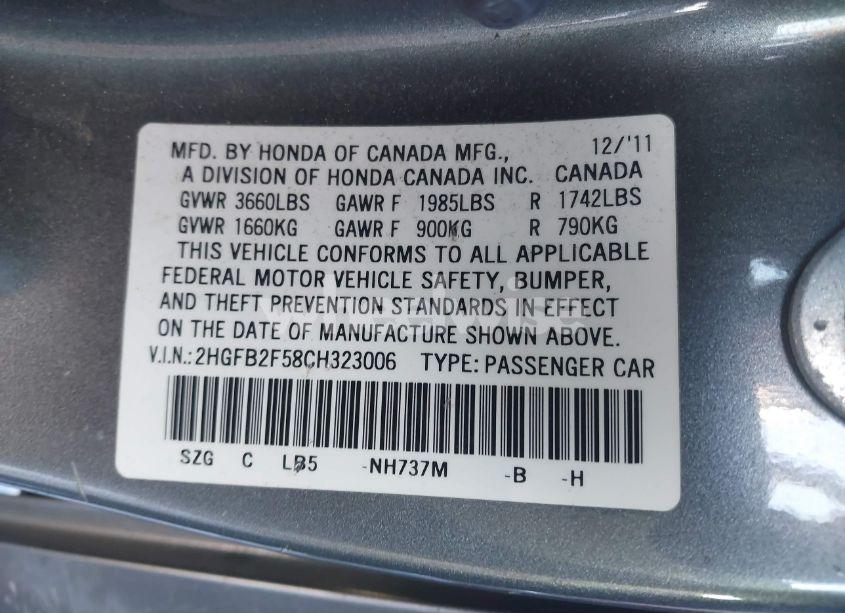 MFD. BY HONDA OF CANADA MFG., 12/'11
A DIVISION OF HONDA CANADA INC. CANADA
GVWR 3660LBS GAWR F 1985LBS R 1742LBS
GVWR 1660KG GAWR F 900KG R 790KG
THIS VEHICLE CONFORMS TO ALL APPLICABLE
FEDERAL MOTOR VEHICLE SAFETY, BUMPER,
AND THEFT PREVENTION STANDARDS IN EFFECT
ON THE DATE OF MANUFACTURE SHOWN ABOVE.
V.I.N.:2HGFB2F58CH323006 TYPE:PASSENGER CAR
SZG C LB5 -NH737M -B -H